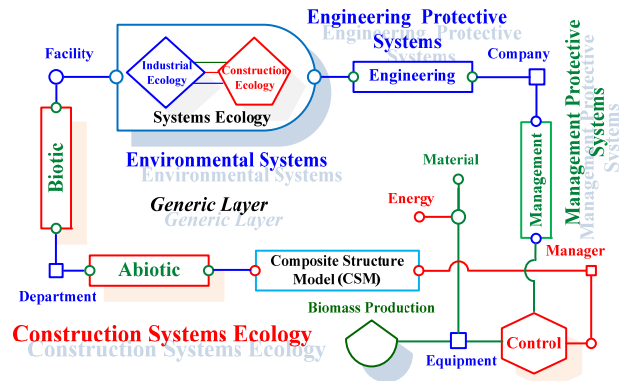 Engineering Protective
Systems
Facility
Industrial
Ecology
Construction
Ecology
Systems Ecology
Engineering
Company
Environmental Systems
Generic Layer
Biotic
Material
Energy
Management
Management Protective
Systems
Manager
Abiotic
Composite Structure
Model (CSM)
Department
Biomass Production
Construction Systems Ecology
Equipment
Control